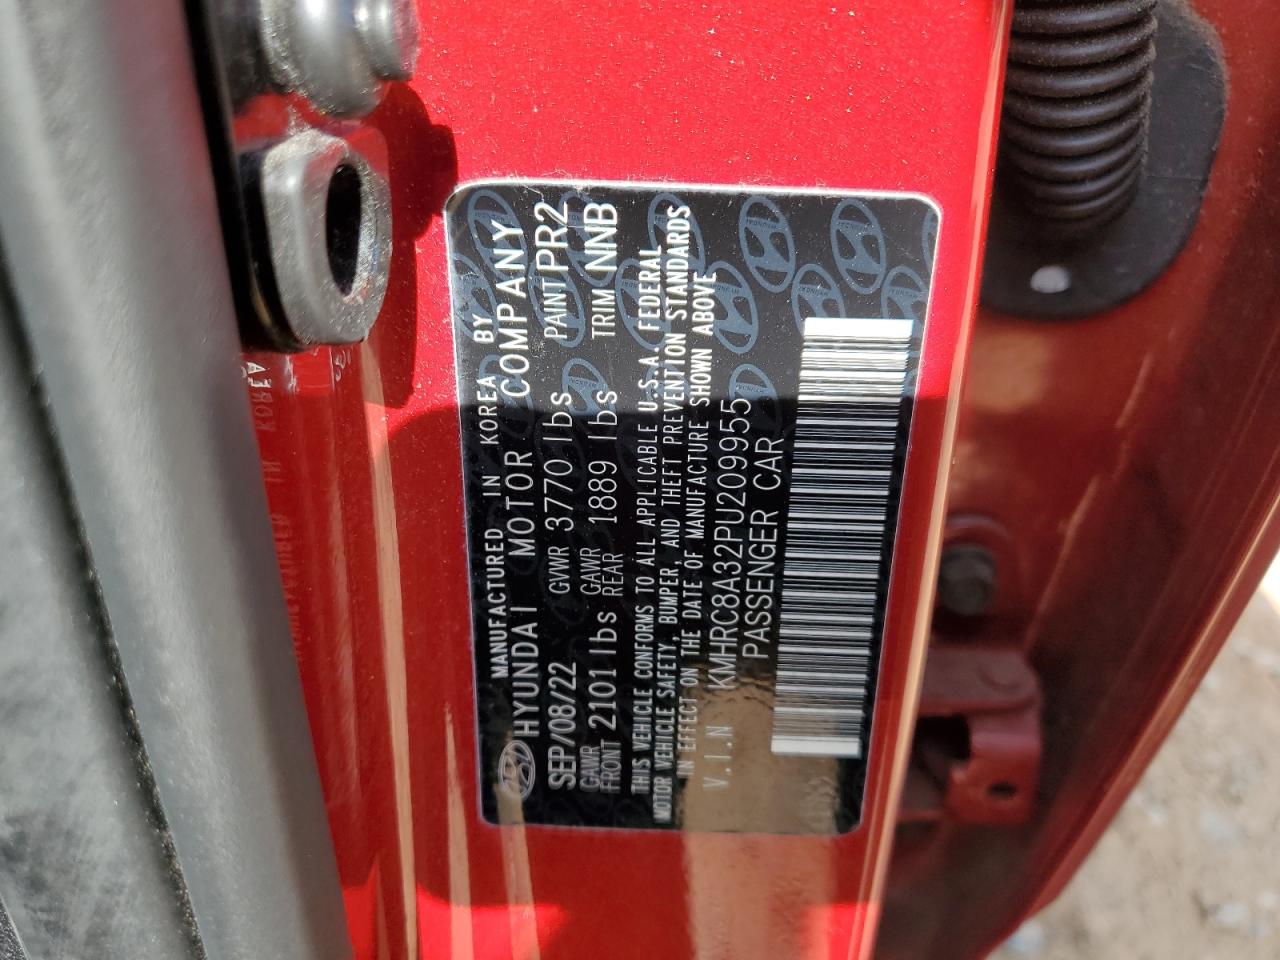 MANUFACTURED IN KOREA BY
HYUNDAI MOTOR COMPANY
SEP/08/22 GVWR 3770 lbs PAINT PR2
GAWR FRONT 2101 lbs GAWR REAR 1889 lbs TRIM NNB
THIS VEHICLE CONFORMS TO ALL APPLICABLE U.S.A. FEDERAL
MOTOR VEHICLE SAFETY, BUMPER, AND THEFT PREVENTION STANDARDS
IN EFFECT ON THE DATE OF MANUFACTURE SHOWN ABOVE
V.I.N KMHRC8A32PU209955
PASSENGER CAR